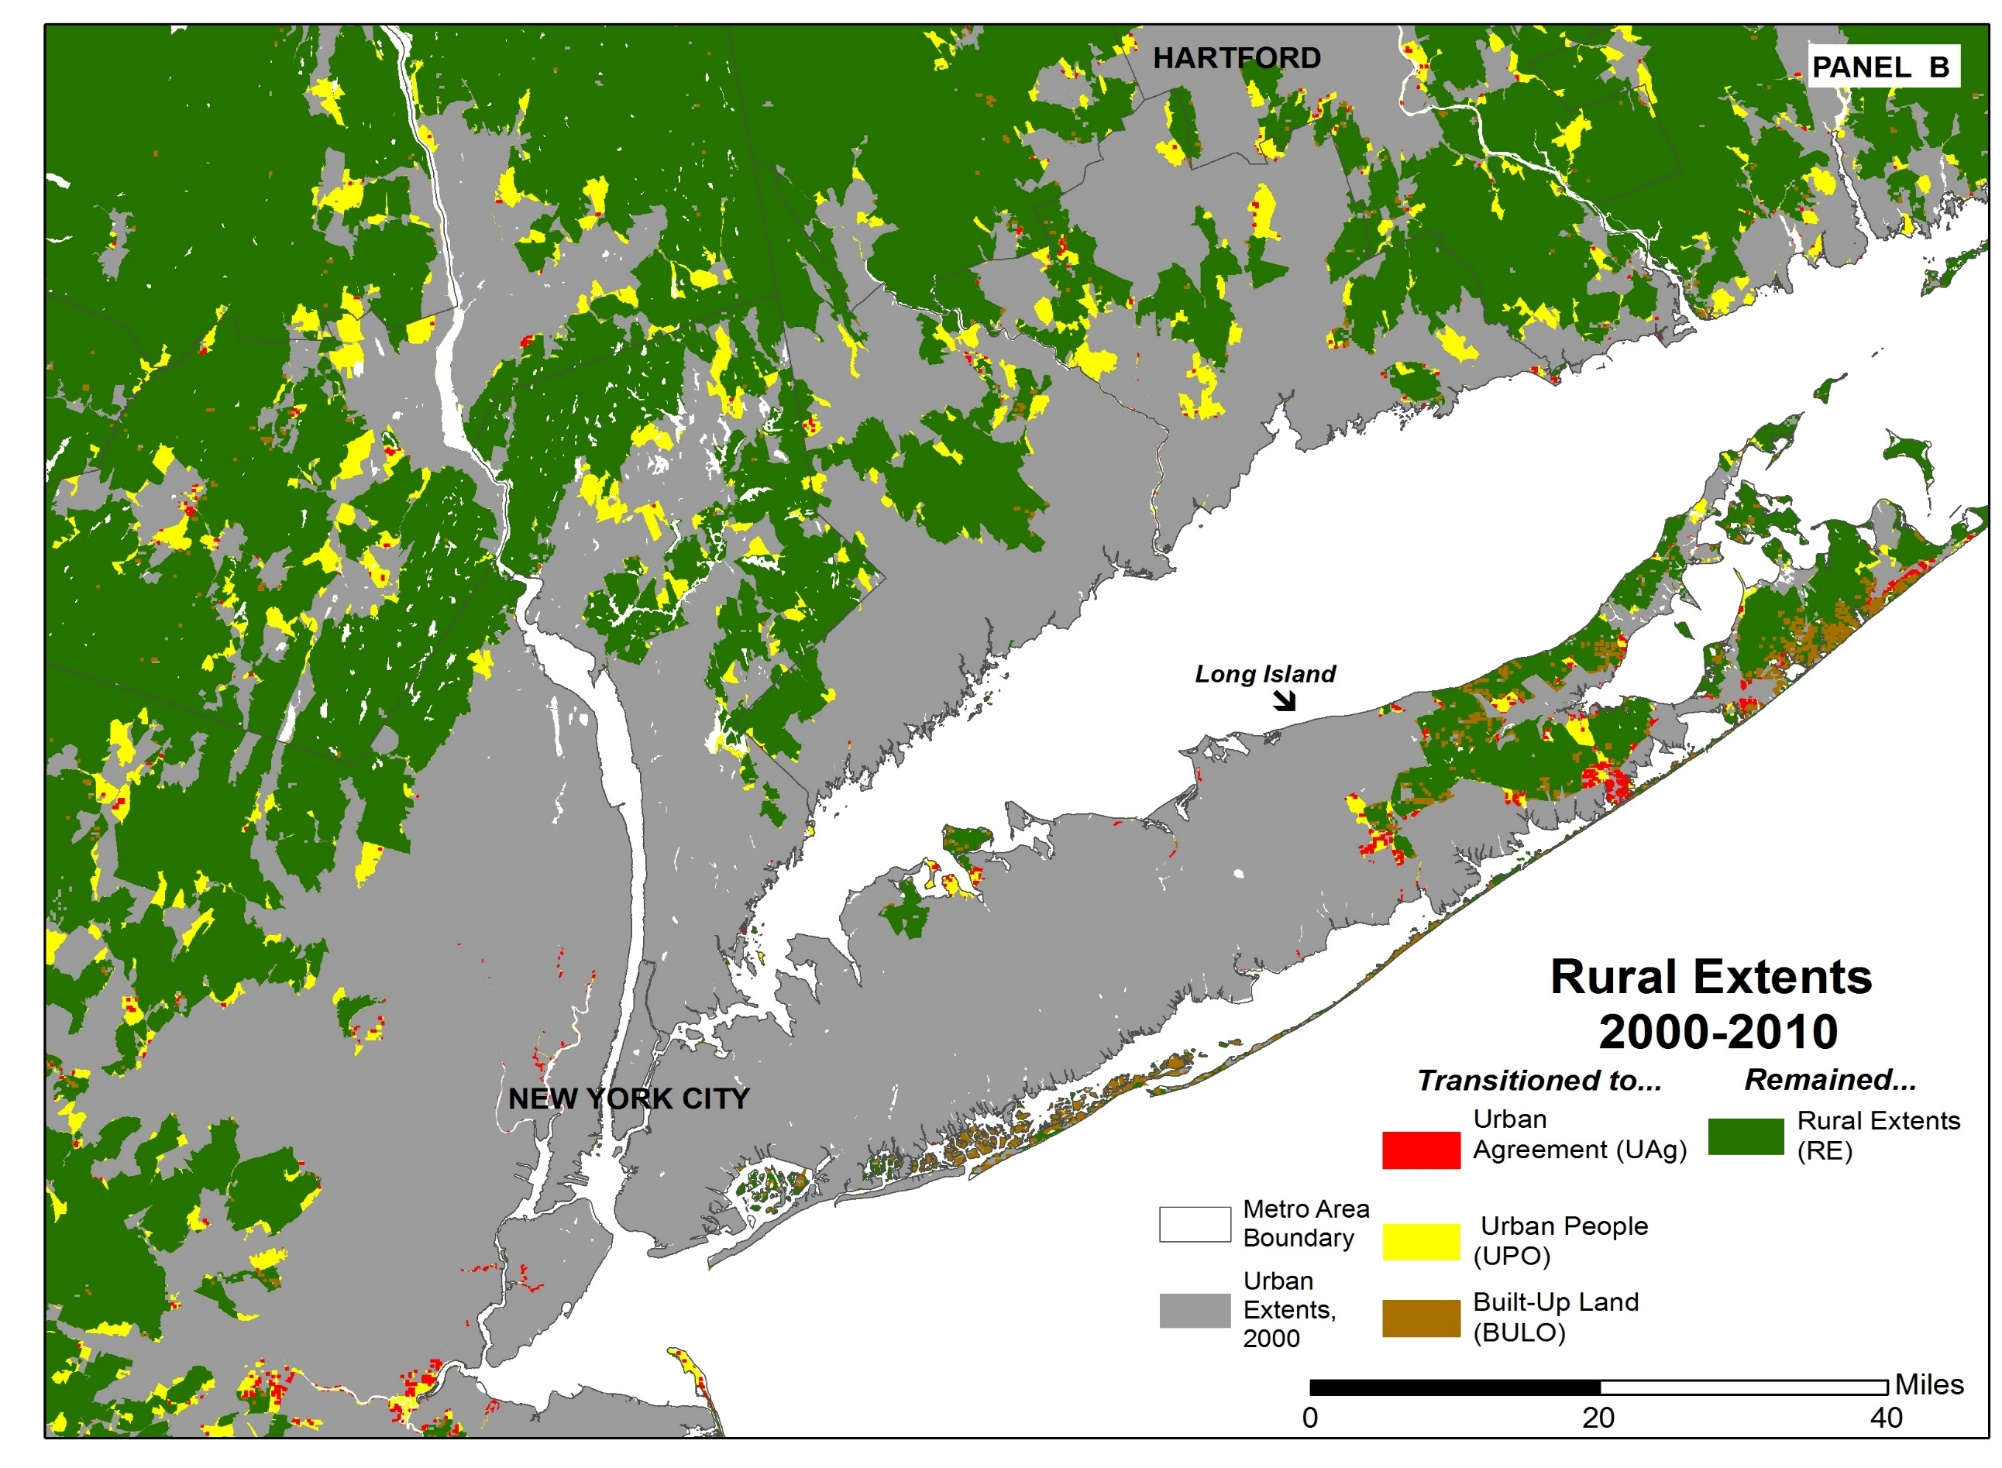 HARTFORD
PANEL B
Long Island
NEW YORK CITY
Rural Extents
2000-2010
Transitioned to...
Remained...
Urban
Agreement (UAg)
Rural Extents
(RE)
Metro Area
Boundary
Urban People
(UPO)
Urban
Extents,
2000
Built-Up Land
(BULO)
Miles
0 20 40